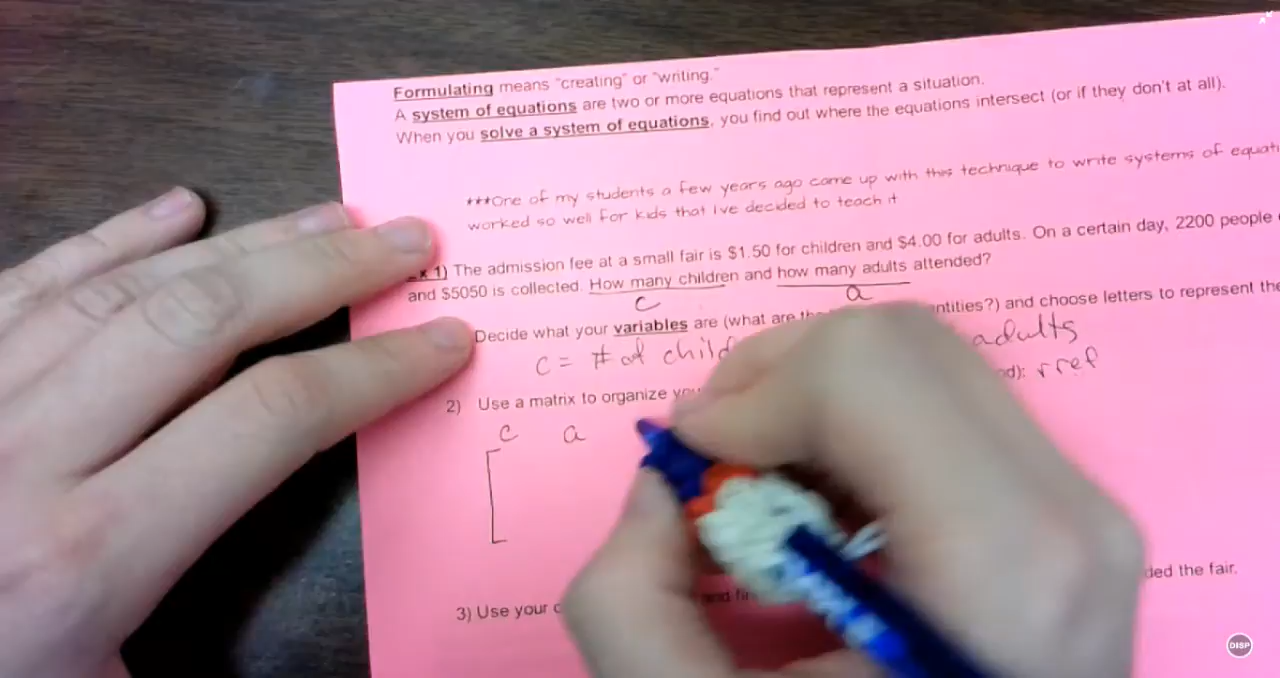 Formulating means "creating" or "writing."
A system of equations are two or more equations that represent a situation.
When you solve a system of equations, you find out where the equations intersect (or if they don't at all).
***One of my students a few years ago came up with this technique to write systems of equati
worked so well for kids that I've decided to teach it
x 1) The admission fee at a small fair is $1.50 for children and $4.00 for adults. On a certain day, 2200 people
and $5050 is collected. How many children and how many adults attended?
c a
Decide what your variables are (what are the ntities?) and choose letters to represent the
c = # of child adults
2) Use a matrix to organize you nd): rref
c a
[
3) Use your c and fin ded the fair.
DISP